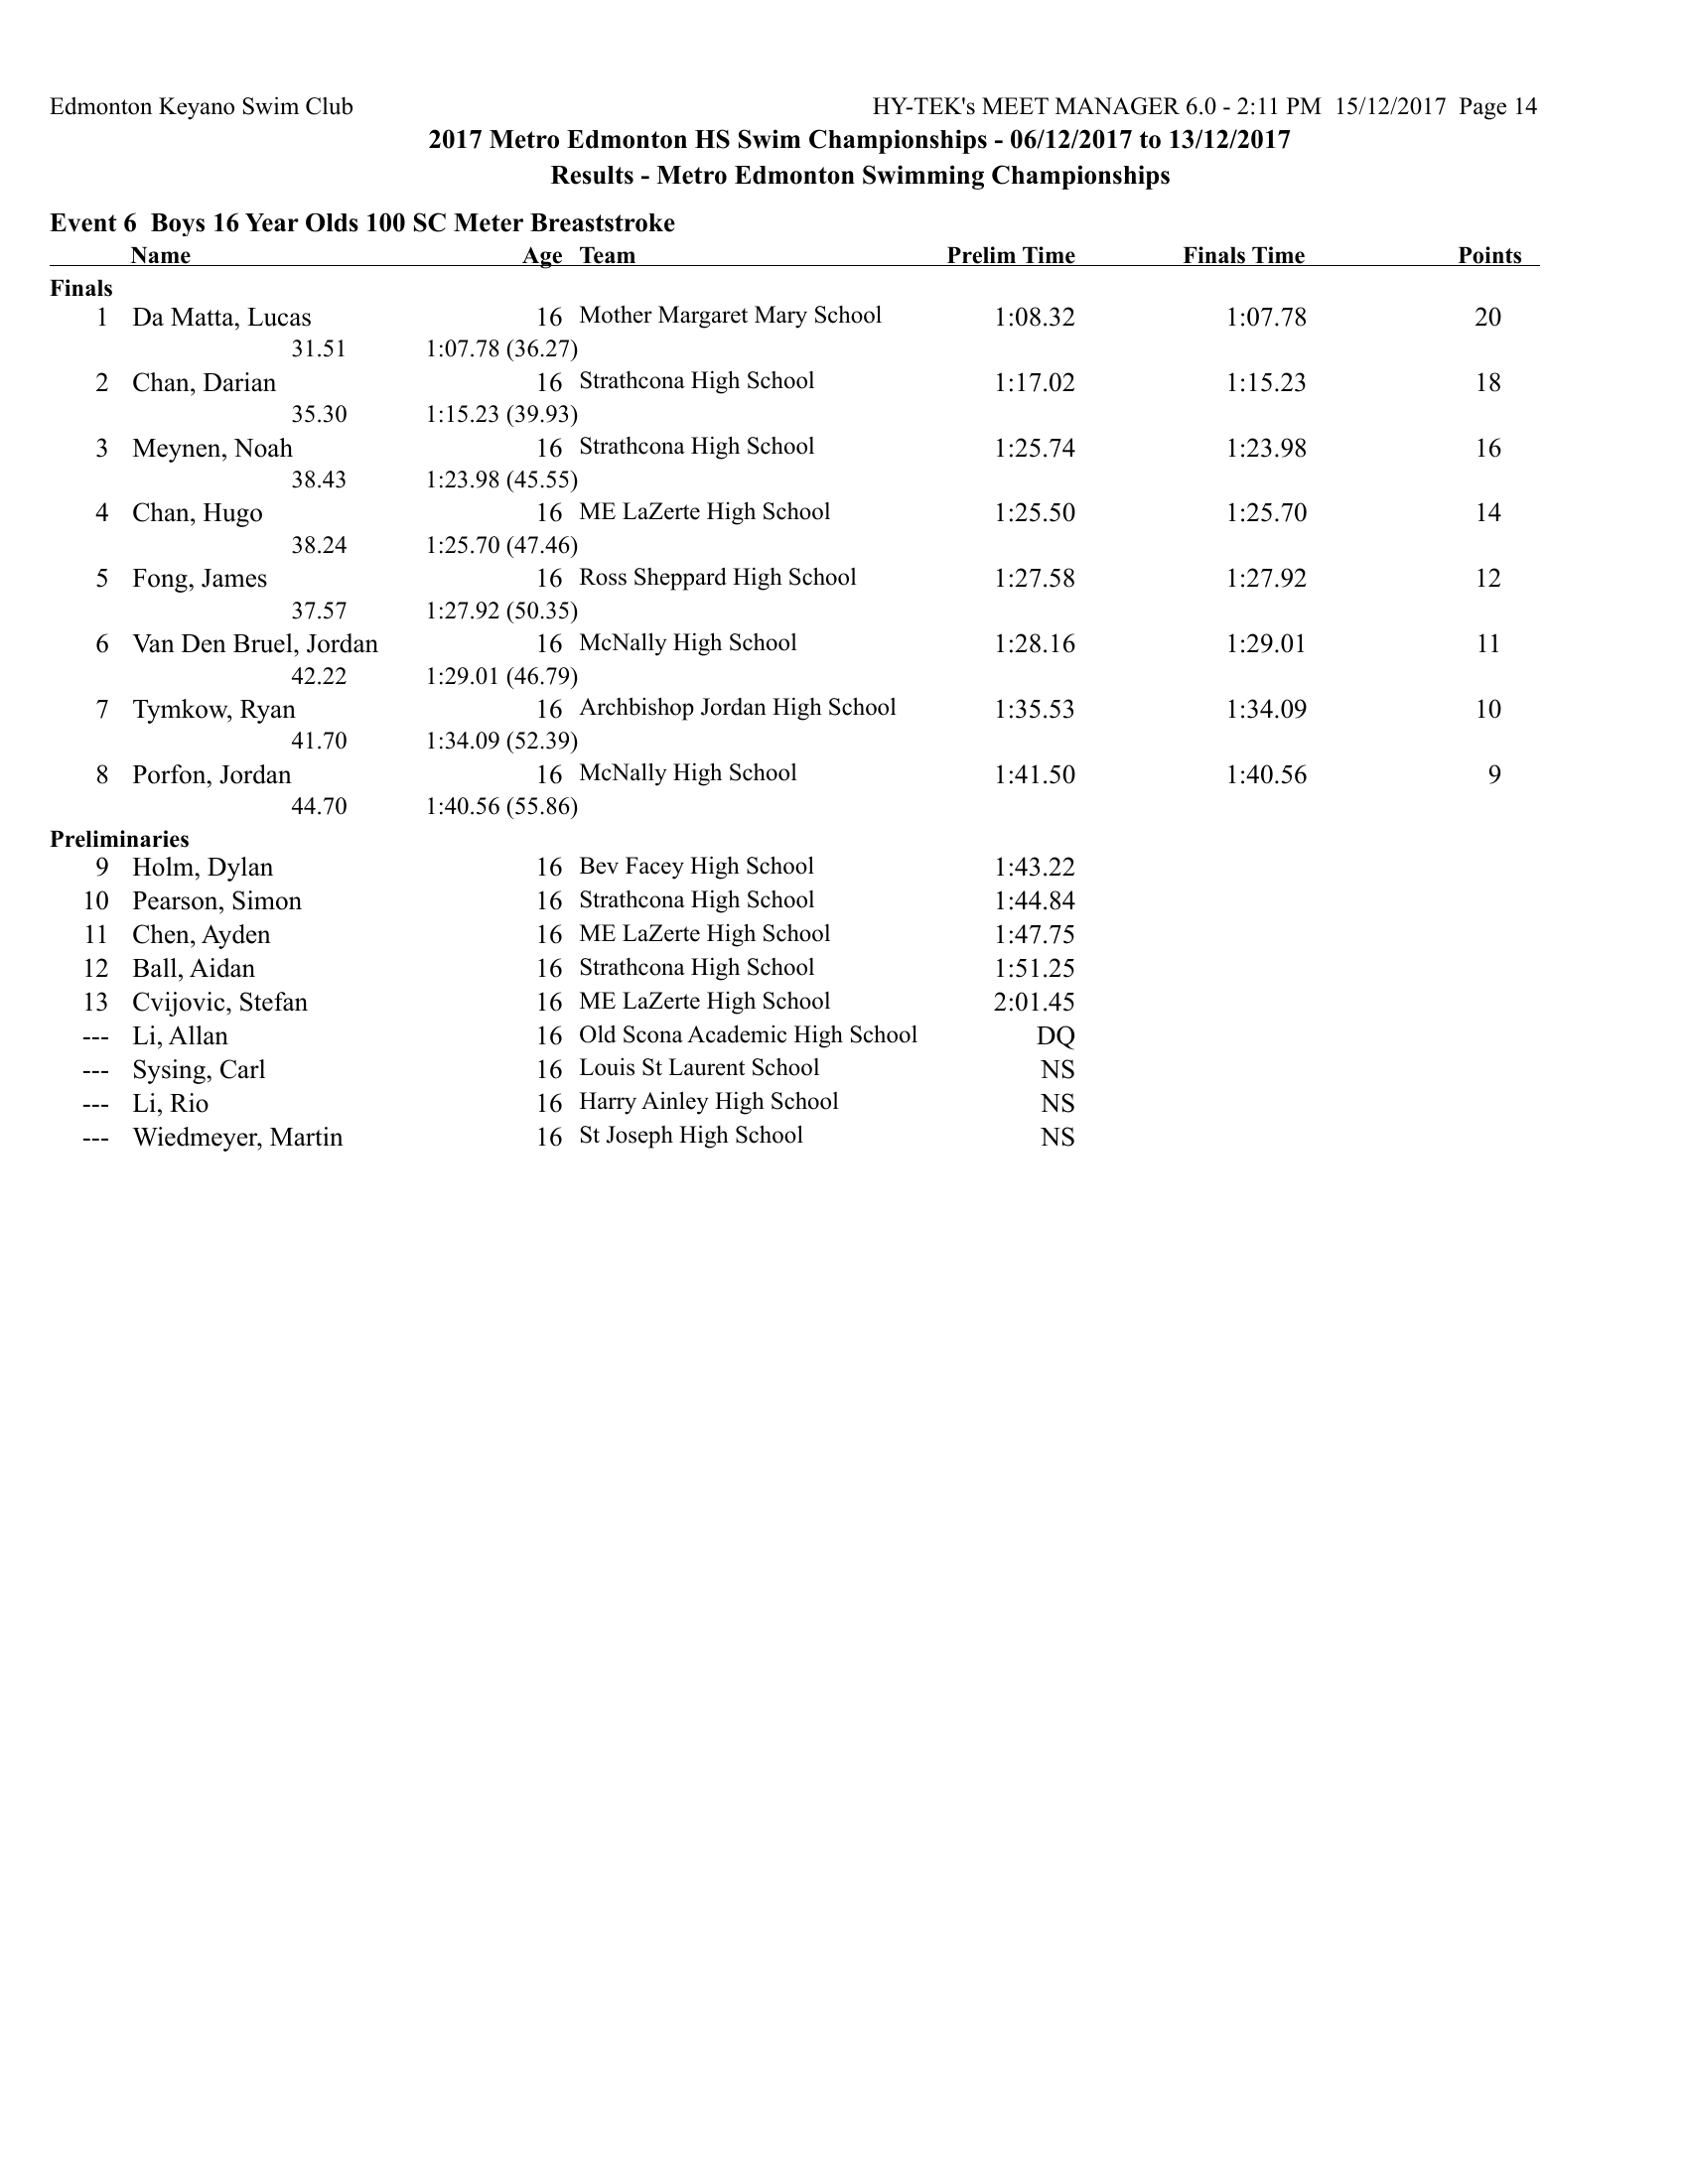 Edmonton Keyano Swim Club HY-TEK's MEET MANAGER 6.0 - 2:11 PM 15/12/2017 Page 14
2017 Metro Edmonton HS Swim Championships - 06/12/2017 to 13/12/2017
Results - Metro Edmonton Swimming Championships
Event 6 Boys 16 Year Olds 100 SC Meter Breaststroke
Name Age Team Prelim Time Finals Time Points
Finals
1 Da Matta, Lucas 16 Mother Margaret Mary School 1:08.32 1:07.78 20
31.51 1:07.78 (36.27)
2 Chan, Darian 16 Strathcona High School 1:17.02 1:15.23 18
35.30 1:15.23 (39.93)
3 Meynen, Noah 16 Strathcona High School 1:25.74 1:23.98 16
38.43 1:23.98 (45.55)
4 Chan, Hugo 16 ME LaZerte High School 1:25.50 1:25.70 14
38.24 1:25.70 (47.46)
5 Fong, James 16 Ross Sheppard High School 1:27.58 1:27.92 12
37.57 1:27.92 (50.35)
6 Van Den Bruel, Jordan 16 McNally High School 1:28.16 1:29.01 11
42.22 1:29.01 (46.79)
7 Tymkow, Ryan 16 Archbishop Jordan High School 1:35.53 1:34.09 10
41.70 1:34.09 (52.39)
8 Porfon, Jordan 16 McNally High School 1:41.50 1:40.56 9
44.70 1:40.56 (55.86)
Preliminaries
9 Holm, Dylan 16 Bev Facey High School 1:43.22
10 Pearson, Simon 16 Strathcona High School 1:44.84
11 Chen, Ayden 16 ME LaZerte High School 1:47.75
12 Ball, Aidan 16 Strathcona High School 1:51.25
13 Cvijovic, Stefan 16 ME LaZerte High School 2:01.45
--- Li, Allan 16 Old Scona Academic High School DQ
--- Sysing, Carl 16 Louis St Laurent School NS
--- Li, Rio 16 Harry Ainley High School NS
--- Wiedmeyer, Martin 16 St Joseph High School NS